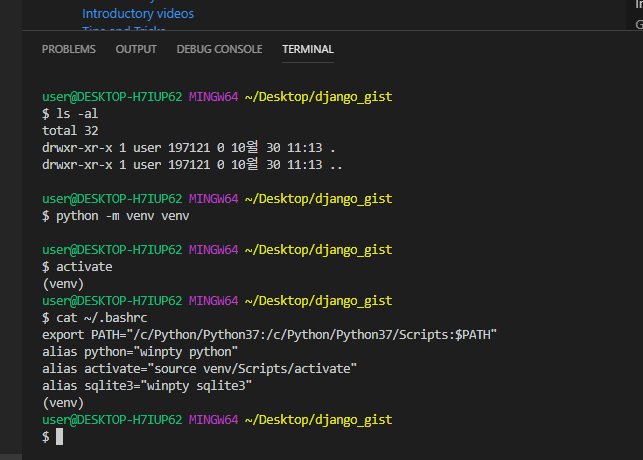 Introductory videos
Tips and Tricks
PROBLEMS OUTPUT DEBUG CONSOLE TERMINAL
user@DESKTOP-H7IUP62 MINGW64 ~/Desktop/django_gist
$ ls -al
total 32
drwxr-xr-x 1 user 197121 0 10월 30 11:13 .
drwxr-xr-x 1 user 197121 0 10월 30 11:13 ..
user@DESKTOP-H7IUP62 MINGW64 ~/Desktop/django_gist
$ python -m venv venv
user@DESKTOP-H7IUP62 MINGW64 ~/Desktop/django_gist
$ activate
(venv)
user@DESKTOP-H7IUP62 MINGW64 ~/Desktop/django_gist
$ cat ~/.bashrc
export PATH="/c/Python/Python37:/c/Python/Python37/Scripts:$PATH"
alias python="winpty python"
alias activate="source venv/Scripts/activate"
alias sqlite3="winpty sqlite3"
(venv)
user@DESKTOP-H7IUP62 MINGW64 ~/Desktop/django_gist
$